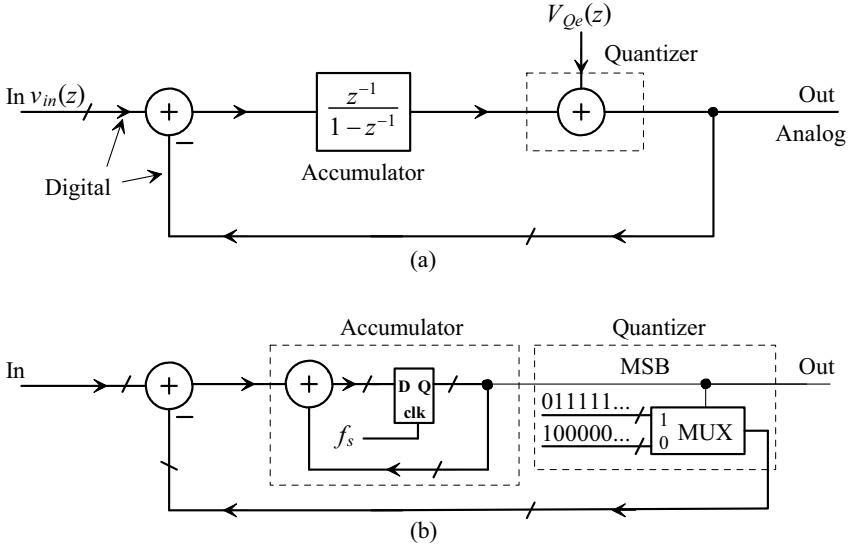 V_{Qe}(z)
Quantizer
In v_{in}(z)
+
z^{-1}
1 − z^{-1}
+
Out
−
Analog
Digital
Accumulator
(a)
Accumulator
Quantizer
In
MSB
Out
+
+
D Q
clk
−
011111...
1
MUX
100000...
0
f_s
(b)